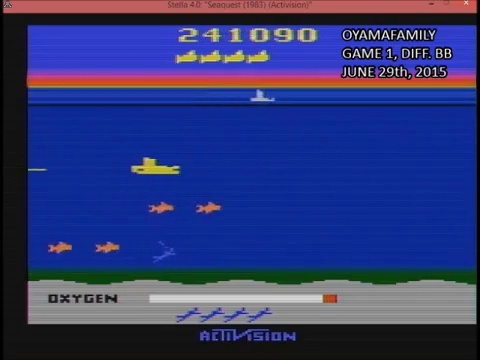 Stella 4.0: "Seaquest (1983) (Activision)"
241090
OYAMAFAMILY
GAME 1, DIFF. BB
JUNE 29th, 2015
OXYGEN
ACTIVISION